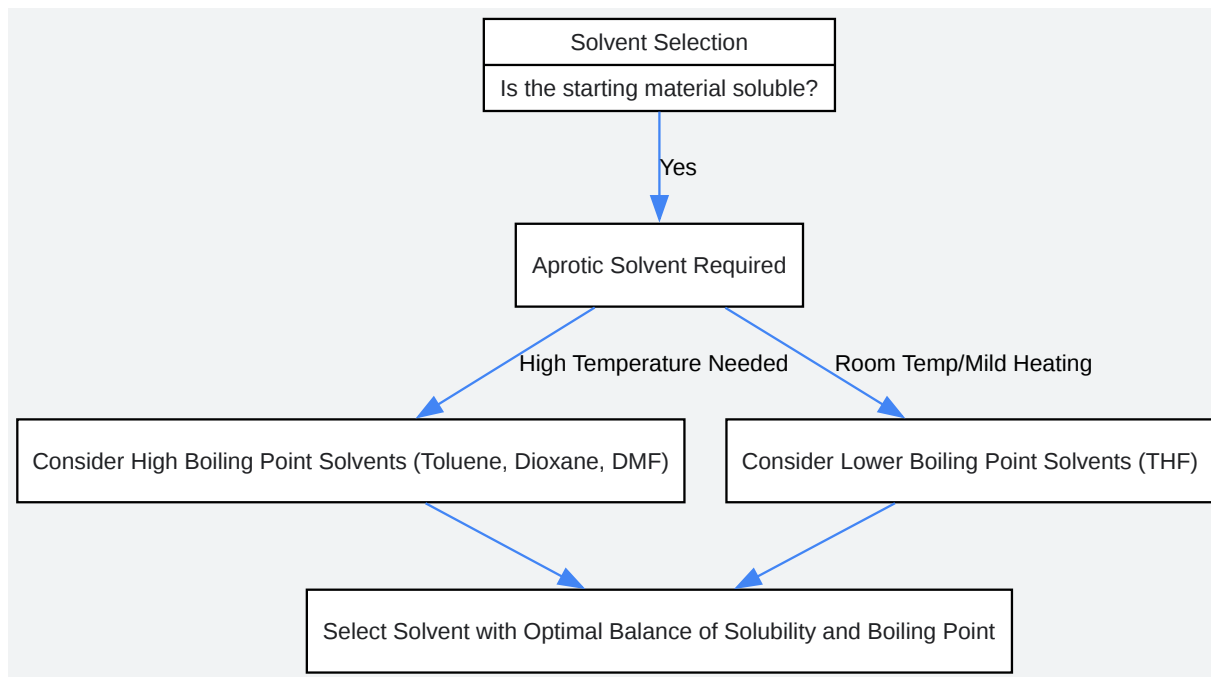 Solvent Selection
Is the starting material soluble?
Yes
Aprotic Solvent Required
High Temperature Needed
Room Temp/Mild Heating
Consider High Boiling Point Solvents (Toluene, Dioxane, DMF)
Consider Lower Boiling Point Solvents (THF)
Select Solvent with Optimal Balance of Solubility and Boiling Point